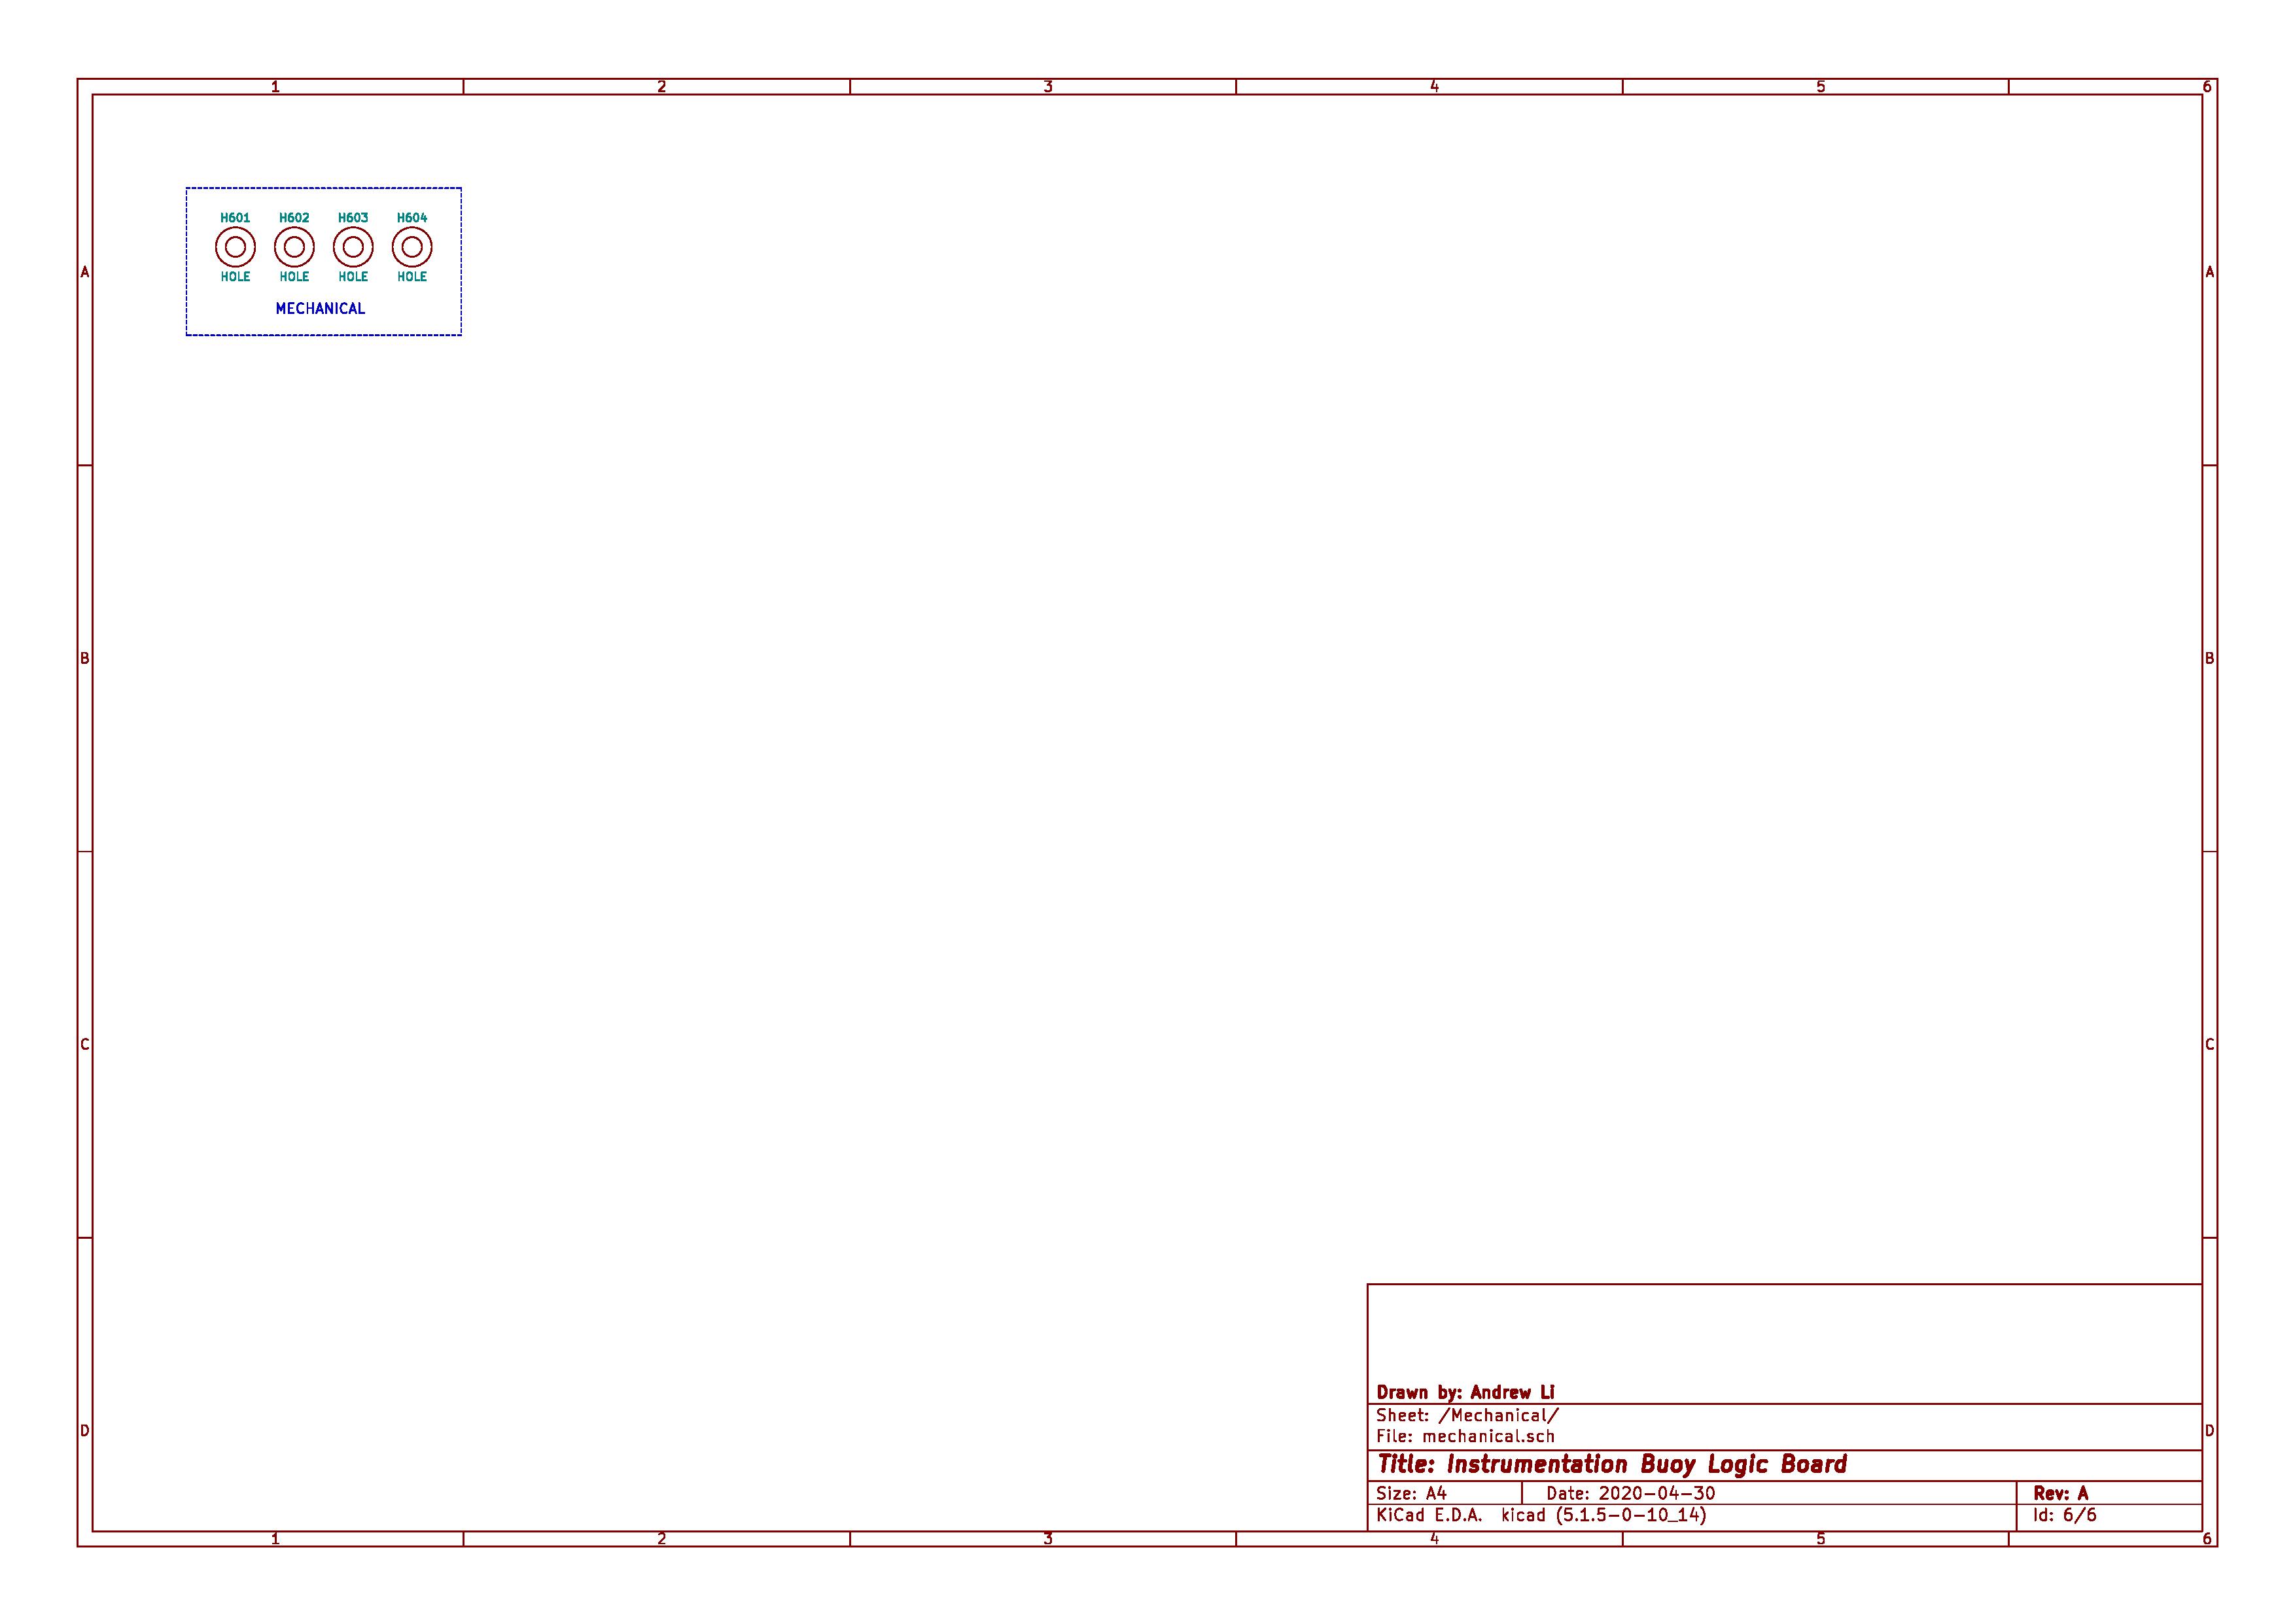 1 2 3 4 5 6
H601 H602 H603 H604
HOLE HOLE HOLE HOLE
MECHANICAL
A A
B B
C C
Drawn by: Andrew Li
Sheet: /Mechanical/
File: mechanical.sch
D D
Title: Instrumentation Buoy Logic Board
Size: A4 Date: 2020-04-30 Rev: A
KiCad E.D.A. kicad (5.1.5-0-10_14) Id: 6/6
1 2 3 4 5 6